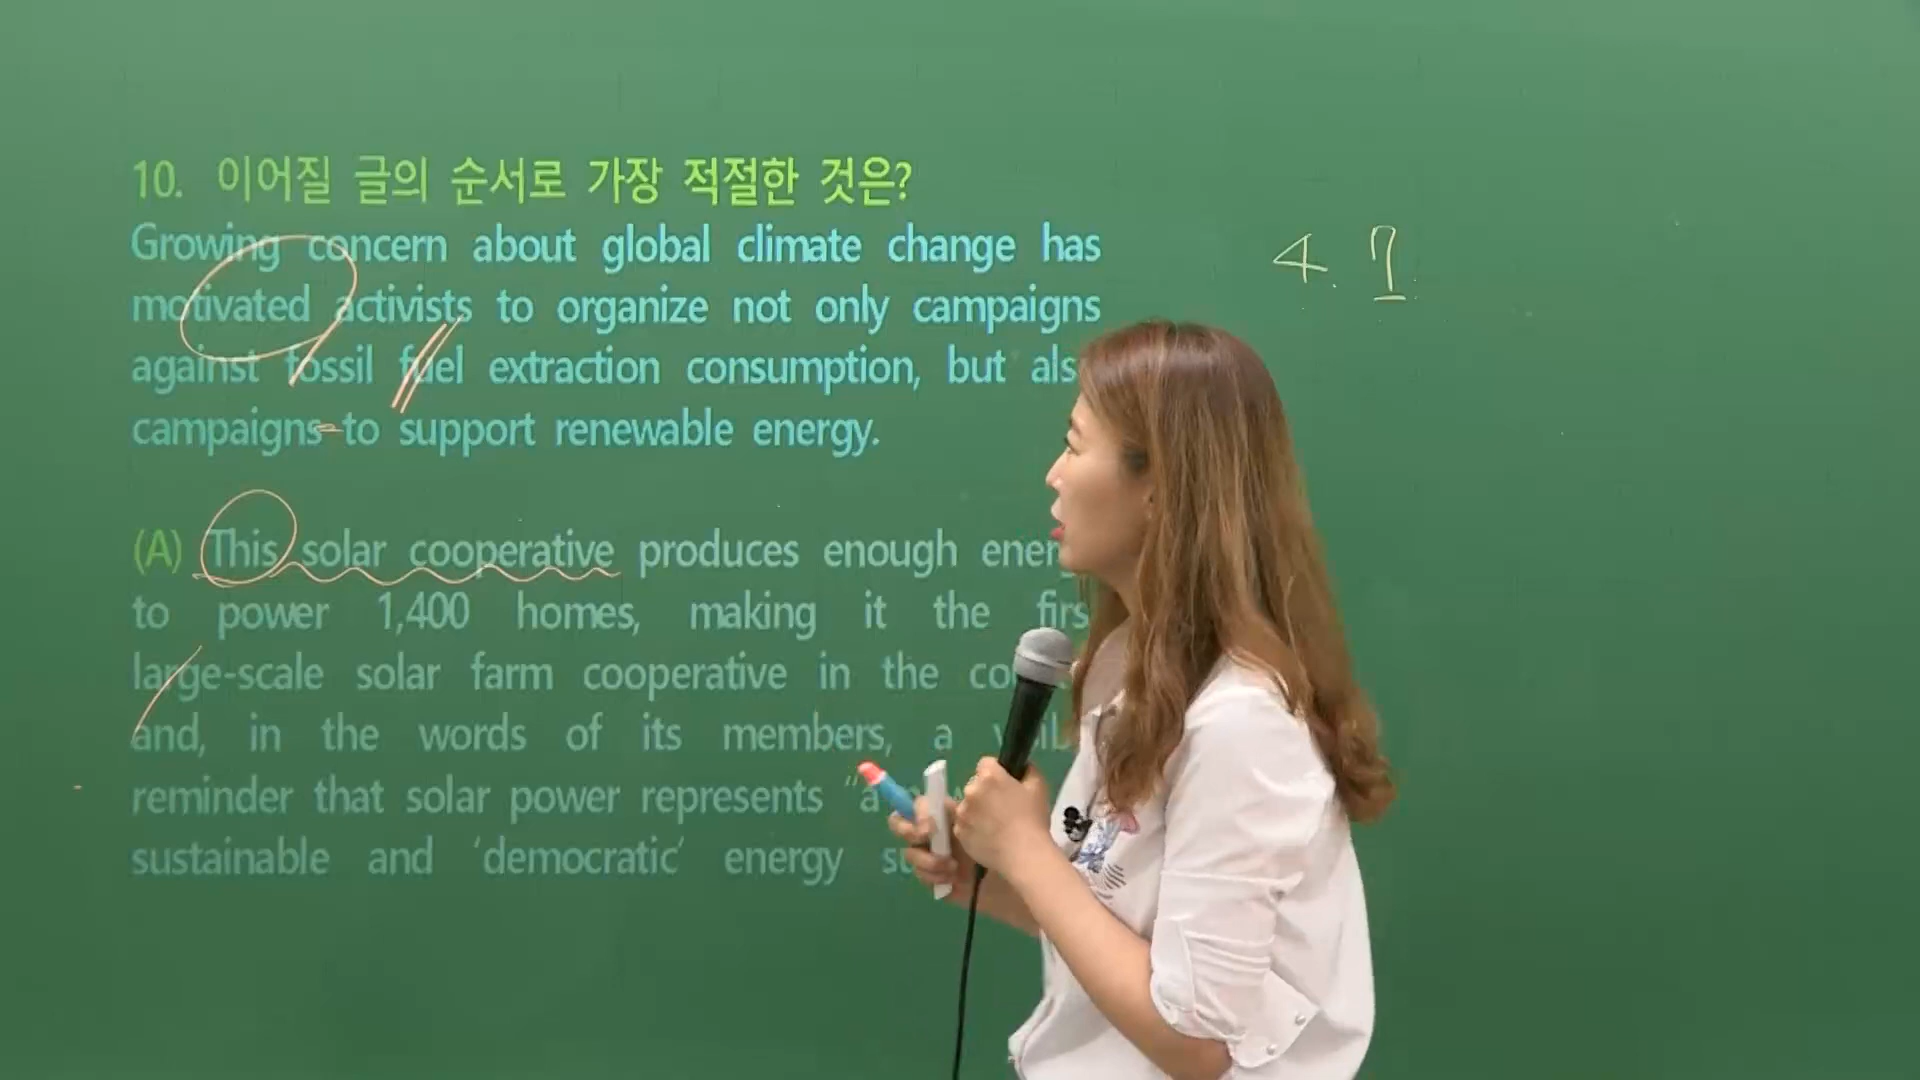 10. 이어질 글의 순서로 가장 적절한 것은?
Growing concern about global climate change has
motivated activists to organize not only campaigns
against fossil fuel extraction consumption, but als
campaigns to support renewable energy.
(A) This solar cooperative produces enough ener
to power 1,400 homes, making it the firs
large-scale solar farm cooperative in the co
and, in the words of its members, a
reminder that solar power represents “a
sustainable and ‘democratic’ energy su
4. 7